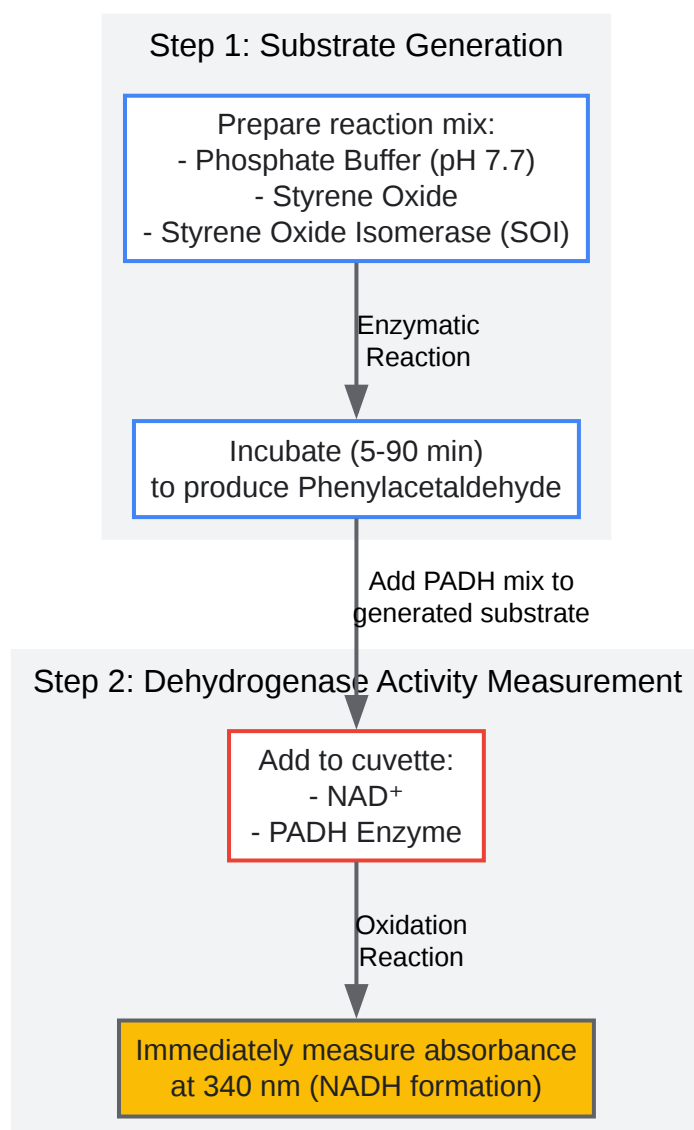 Step 1: Substrate Generation
Prepare reaction mix:
- Phosphate Buffer (pH 7.7)
- Styrene Oxide
- Styrene Oxide Isomerase (SOI)
Enzymatic
Reaction
Incubate (5-90 min)
to produce Phenylacetaldehyde
Add PADH mix to
generated substrate
Step 2: Dehydrogenase Activity Measurement
Add to cuvette:
- NAD⁺
- PADH Enzyme
Oxidation
Reaction
Immediately measure absorbance
at 340 nm (NADH formation)